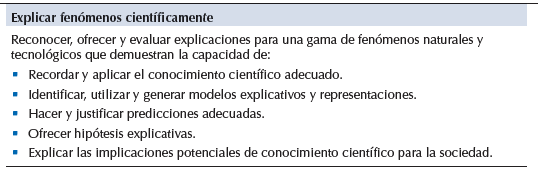 Explicar fenómenos científicamente
Reconocer, ofrecer y evaluar explicaciones para una gama de fenómenos naturales y
tecnológicos que demuestran la capacidad de:
▪ Recordar y aplicar el conocimiento científico adecuado.
▪ Identificar, utilizar y generar modelos explicativos y representaciones.
▪ Hacer y justificar predicciones adecuadas.
▪ Ofrecer hipótesis explicativas.
▪ Explicar las implicaciones potenciales de conocimiento científico para la sociedad.